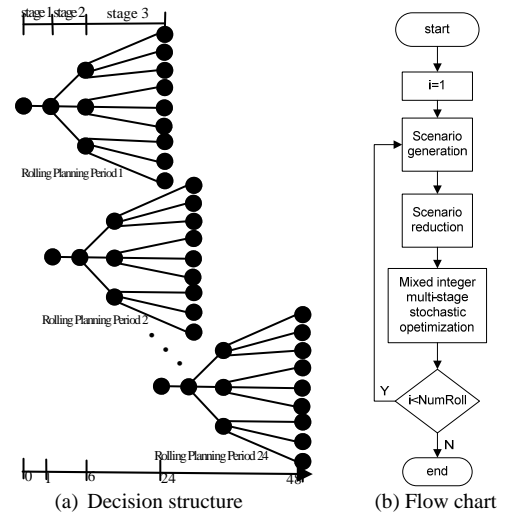 stage 1 stage 2 stage 3
Rolling Planning Period 1
Rolling Planning Period 2
Rolling Planning Period 24
0 1 6 24 48
(a) Decision structure
start
i=1
Scenario
generation
Scenario
reduction
Mixed integer
multi-stage
stochastic
opetimization
Y
i<NumRoll
N
end
(b) Flow chart